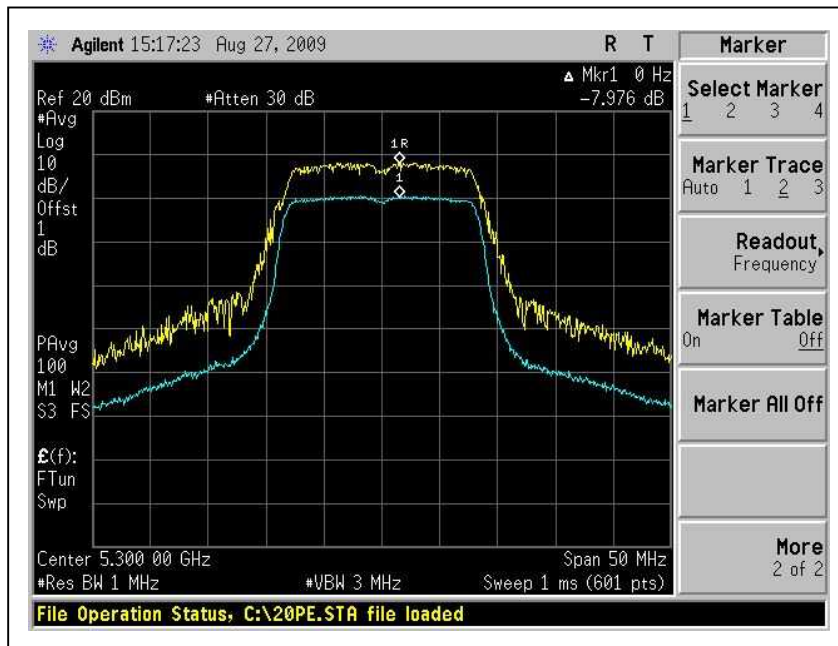 Agilent 15:17:23 Aug 27, 2009 R T
Δ Mkr1 0 Hz
Ref 20 dBm #Atten 30 dB -7.976 dB
#Avg
Log
10
dB/
Offst
1
dB
PAvg
100
M1 W2
S3 FS
£(f):
FTun
Swp
1R
1
Center 5.300 00 GHz Span 50 MHz
#Res BW 1 MHz #VBW 3 MHz Sweep 1 ms (601 pts)
File Operation Status, C:\20PE.STA file loaded
Marker
Select Marker
1 2 3 4
Marker Trace
Auto 1 2 3
Readout
Frequency
Marker Table
On Off
Marker All Off
More
2 of 2